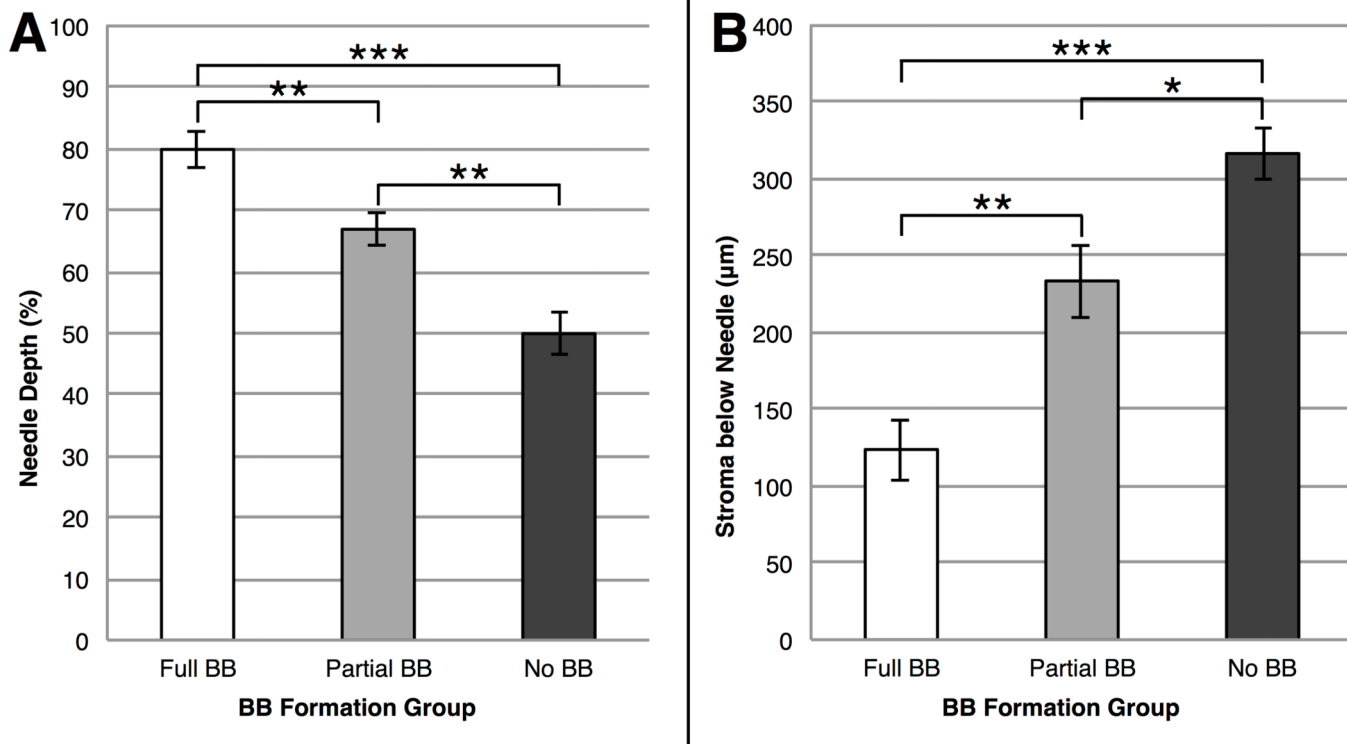 A
100
90
80
70
60
50
40
30
20
10
0
Needle Depth (%)
***
**
**
Full BB
Partial BB
No BB
BB Formation Group
B
400
350
300
250
200
150
100
50
0
Stroma below Needle (µm)
***
*
**
Full BB
Partial BB
No BB
BB Formation Group